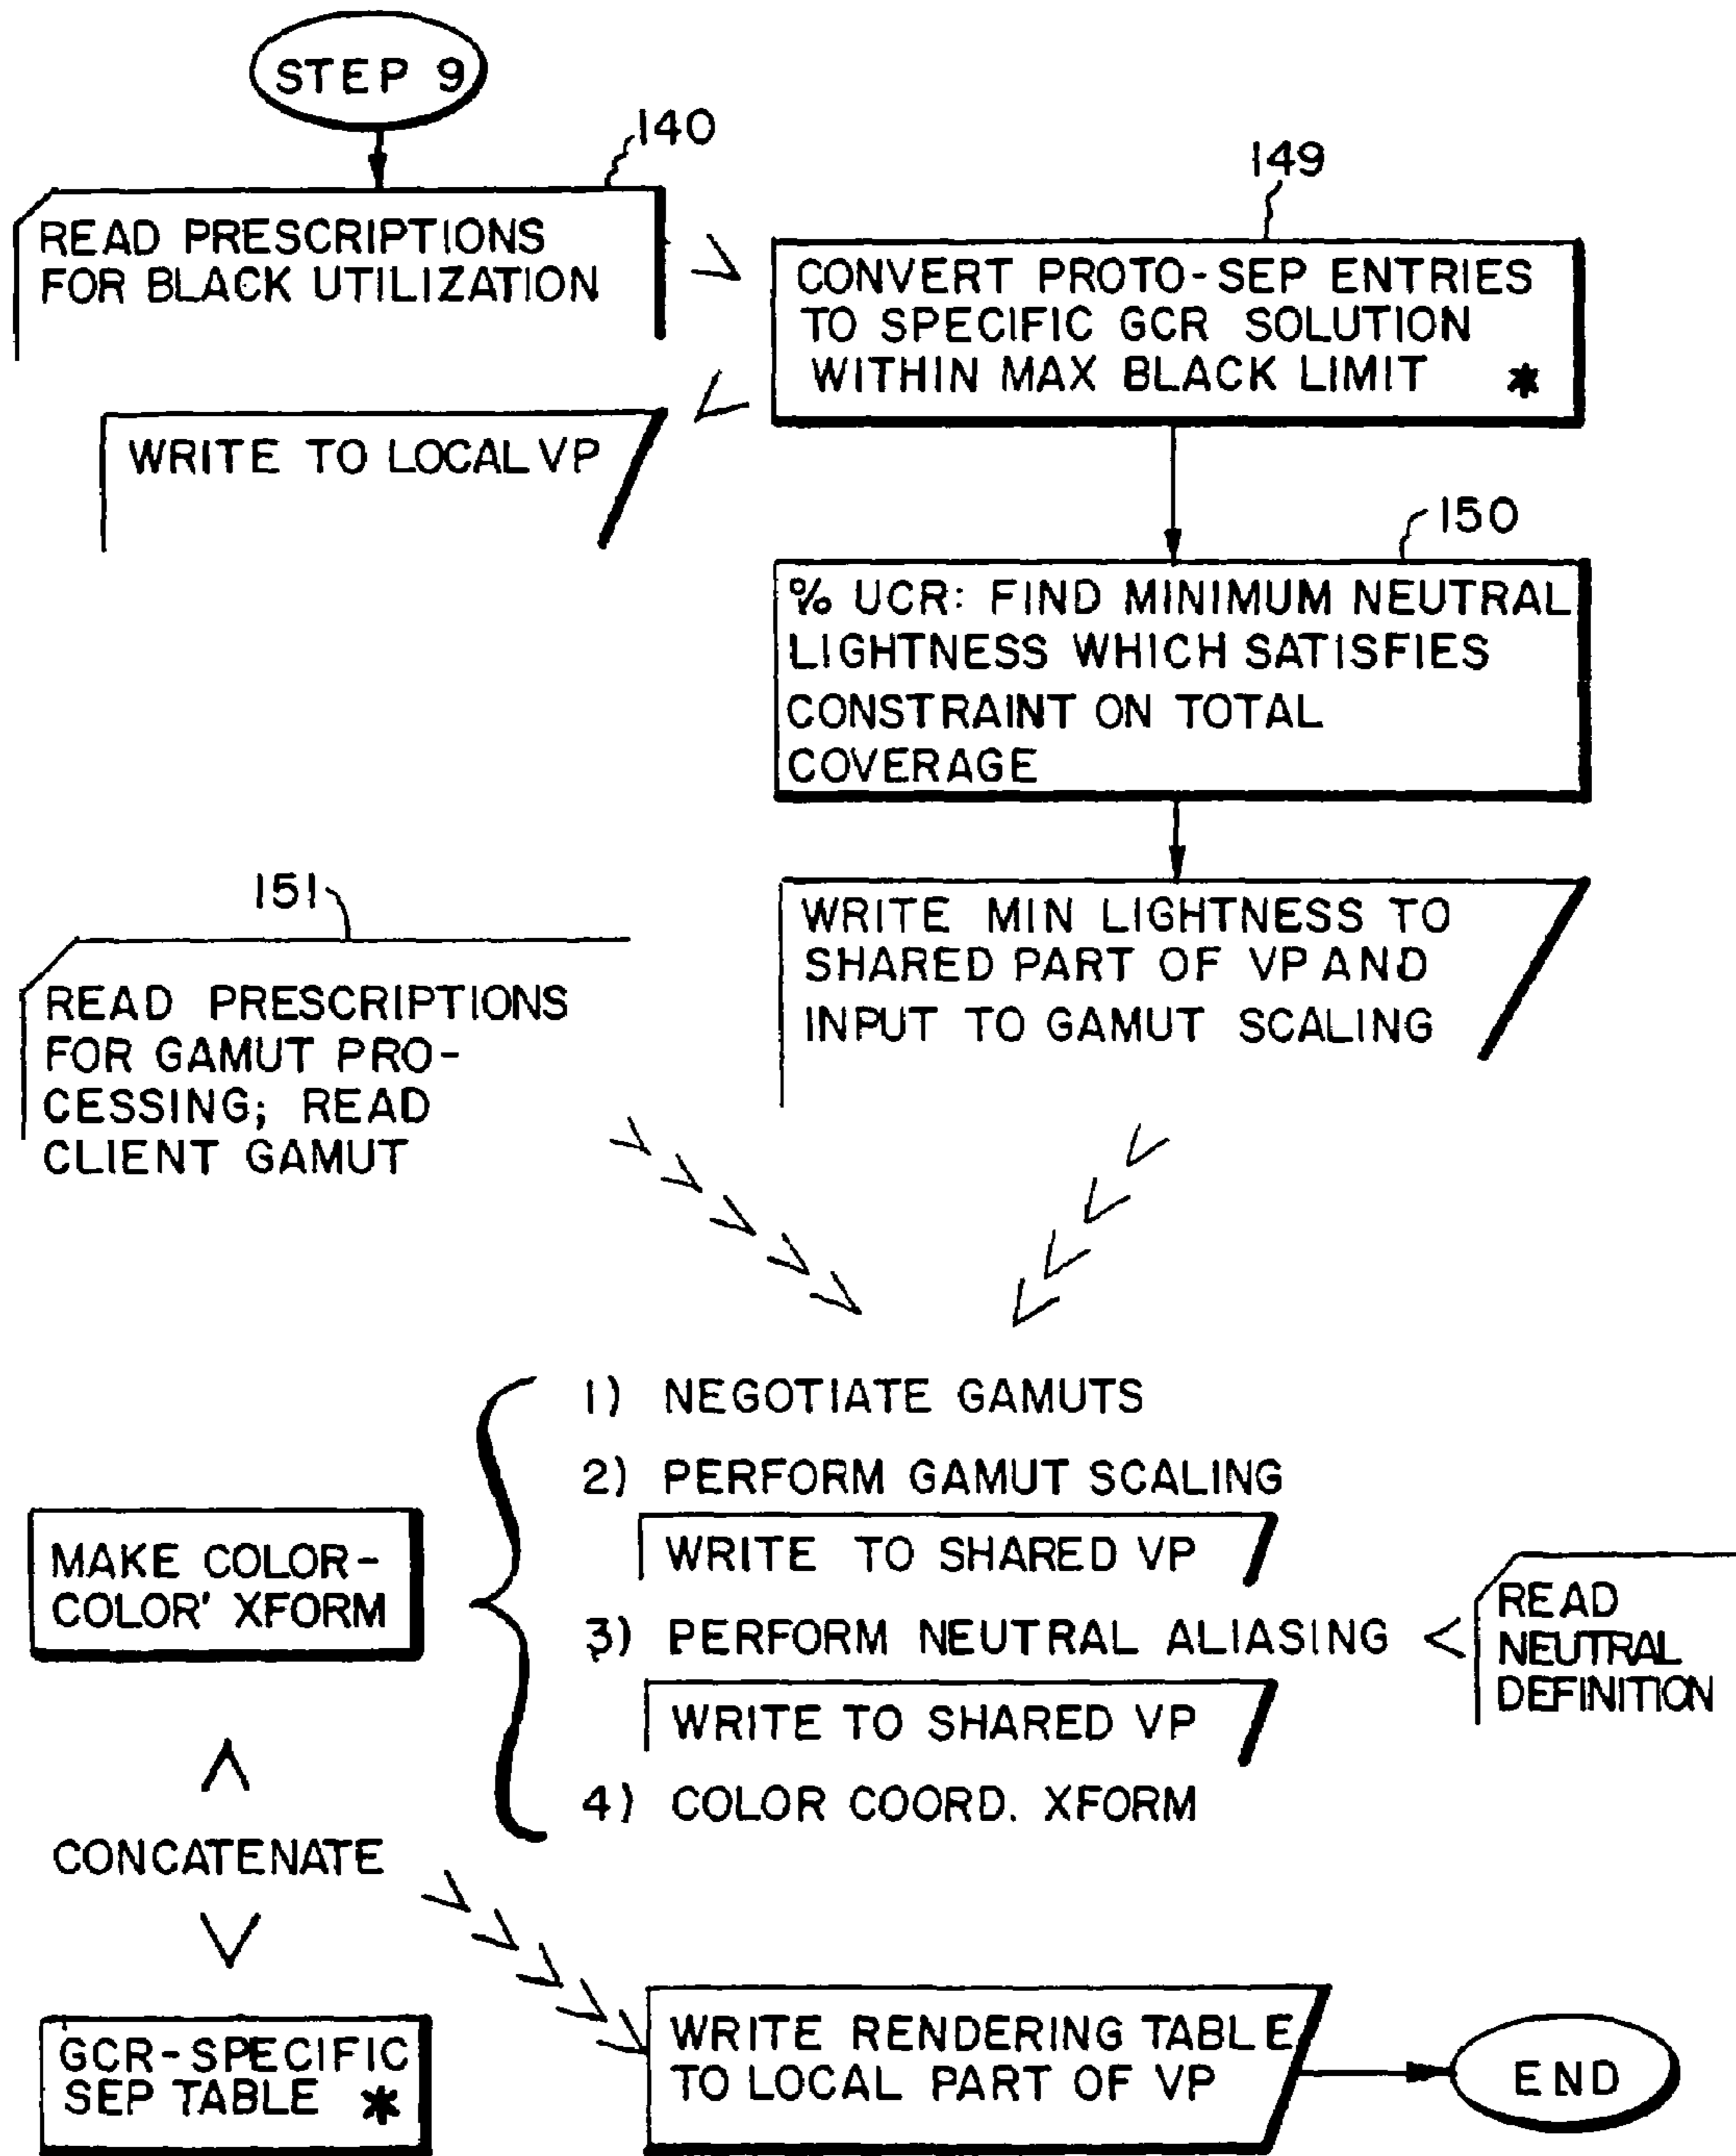 STEP 9
140
READ PRESCRIPTIONS
FOR BLACK UTILIZATION
149
CONVERT PROTO-SEP ENTRIES
TO SPECIFIC GCR SOLUTION
WITHIN MAX BLACK LIMIT *
WRITE TO LOCAL VP
150
% UCR: FIND MINIMUM NEUTRAL
LIGHTNESS WHICH SATISFIES
CONSTRAINT ON TOTAL
COVERAGE
WRITE MIN LIGHTNESS TO
SHARED PART OF VP AND
INPUT TO GAMUT SCALING
151
READ PRESCRIPTIONS
FOR GAMUT PRO-
CESSING; READ
CLIENT GAMUT
1) NEGOTIATE GAMUTS
2) PERFORM GAMUT SCALING
WRITE TO SHARED VP
3) PERFORM NEUTRAL ALIASING
WRITE TO SHARED VP
4) COLOR COORD. XFORM
READ
NEUTRAL
DEFINITION
MAKE COLOR-
COLOR' XFORM
CONCATENATE
GCR-SPECIFIC
SEP TABLE *
WRITE RENDERING TABLE
TO LOCAL PART OF VP
END